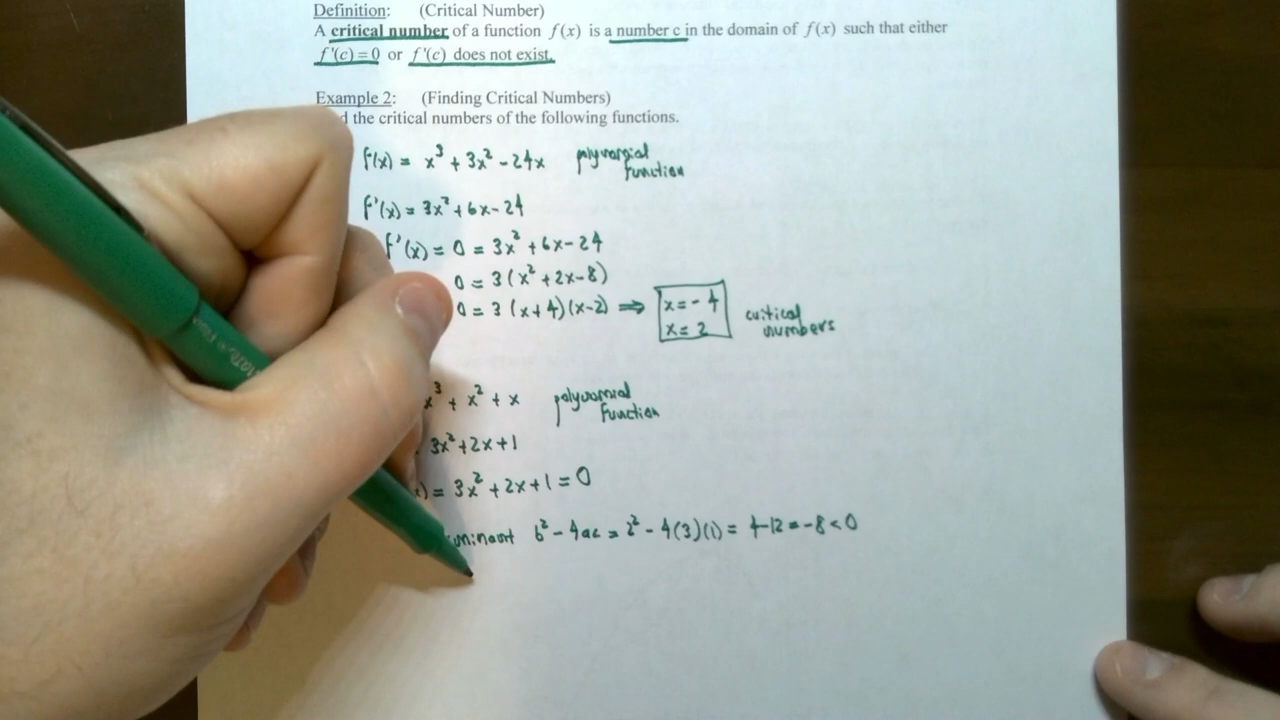 Definition: (Critical Number)
A critical number of a function f(x) is a number c in the domain of f(x) such that either
f'(c) = 0 or f'(c) does not exist.
Example 2: (Finding Critical Numbers)
the critical numbers of the following functions.
f(x) = x³ + 3x² - 24x polynomial function
f'(x) = 3x² + 6x - 24
f'(x) = 0 = 3x² + 6x - 24
0 = 3(x² + 2x - 8)
0 = 3(x+4)(x-2) ⇒ x = -4
x = 2
critical numbers
x³ + x² + x polynomial function
3x² + 2x + 1
) = 3x² + 2x + 1 = 0
b² - 4ac = 2² - 4(3)(1) = 4-12 = -8 < 0